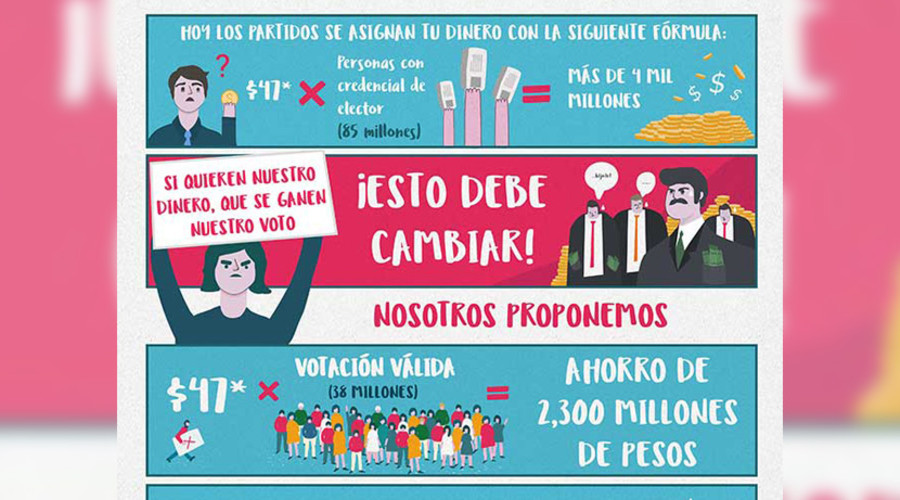 HOY LOS PARTIDOS SE ASIGNAN TU DINERO CON LA SIGUIENTE FÓRMULA:
?
$47* × Personas con
credencial de
elector
(85 millones)
= MÁS DE 4 MIL
MILLONES
$ $ $
SI QUIEREN NUESTRO
DINERO, QUE SE GANEN
NUESTRO VOTO
¡ESTO DEBE
CAMBIAR!
NOSOTROS PROPONEMOS
$47* × VOTACIÓN VÁLIDA
(38 MILLONES)
= AHORRO DE
2,300 MILLONES
DE PESOS